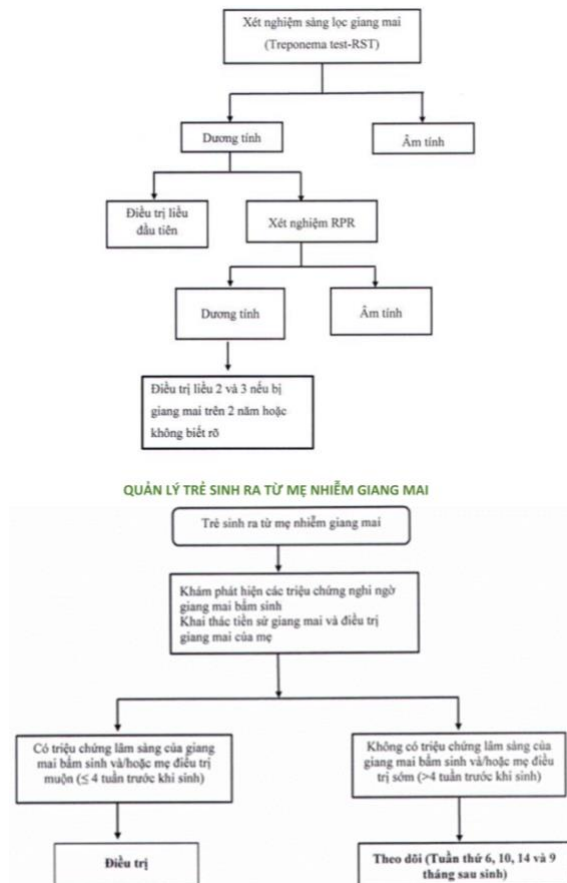 Xét nghiệm sàng lọc giang mai
(Treponema test-RST)
Dương tính
Âm tính
Điều trị liều
đầu tiên
Xét nghiệm RPR
Dương tính
Âm tính
Điều trị liều 2 và 3 nếu bị
giang mai trên 2 năm hoặc
không biết rõ
QUẢN LÝ TRẺ SINH RA TỪ MẸ NHIỄM GIANG MAI
Trẻ sinh ra từ mẹ nhiễm giang mai
Khám phát hiện các triệu chứng nghi ngờ
giang mai bẩm sinh
Khai thác tiền sử giang mai và điều trị
giang mai của mẹ
Có triệu chứng lâm sàng của giang
mai bẩm sinh và/hoặc mẹ điều trị
muộn (≤ 4 tuần trước khi sinh)
Không có triệu chứng lâm sàng của
giang mai bẩm sinh và/hoặc mẹ điều
trị sớm (>4 tuần trước khi sinh)
Điều trị
Theo dõi (Tuần thứ 6, 10, 14 và 9
tháng sau sinh)